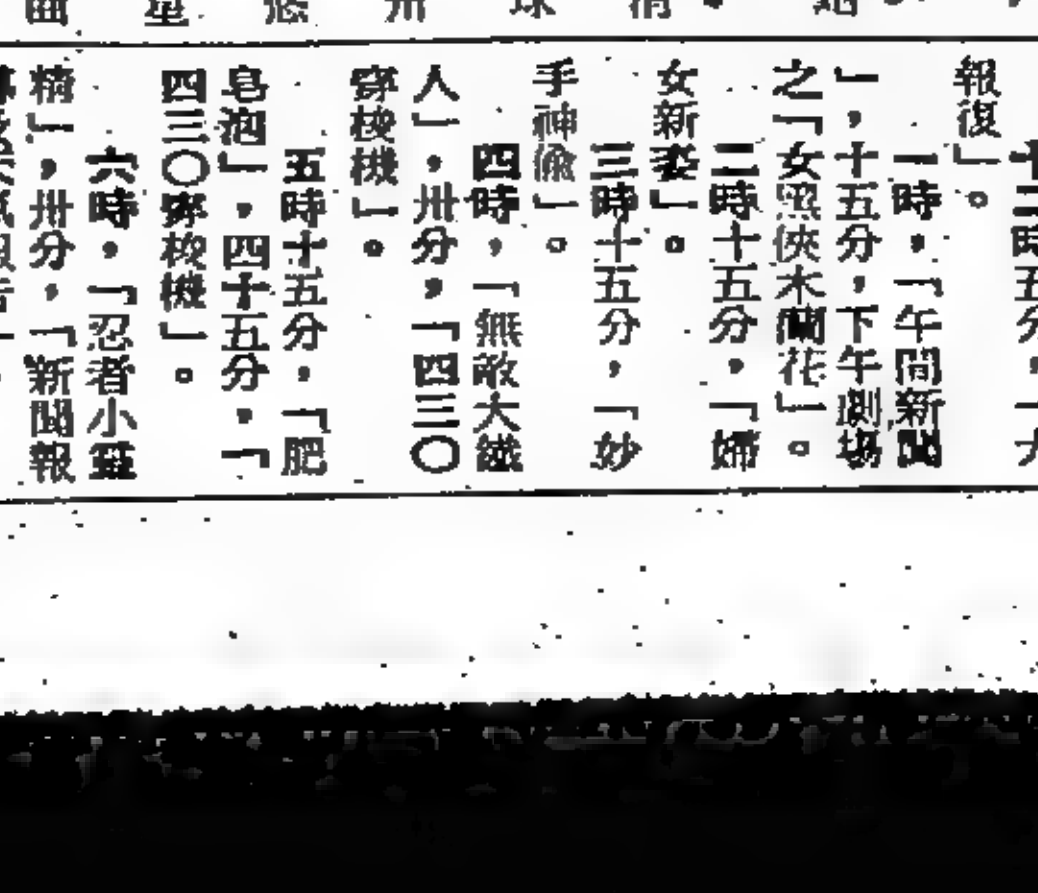 十二時五分，「大
報復」。
一時，「午間新聞
」，十五分，下午劇場
之「女黑俠木蘭花」。
二時十五分，「婦
女新姿」。
三時十五分，「妙
手神偷」。
四時，「無敵大鐵
人」，卅分，「四三〇
穿梭機」。
五時十五分，「肥
皂泡」，四十五分，「
四三〇穿梭機」。
六時，「忍者小靈
精」，卅分，「新聞報